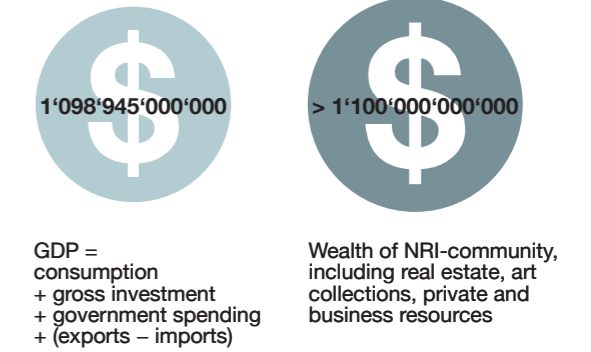 $
1‘098‘945‘000‘000
$
> 1‘100‘000‘000‘000
GDP =
consumption
+ gross investment
+ government spending
+ (exports – imports)
Wealth of NRI-community,
including real estate, art
collections, private and
business resources